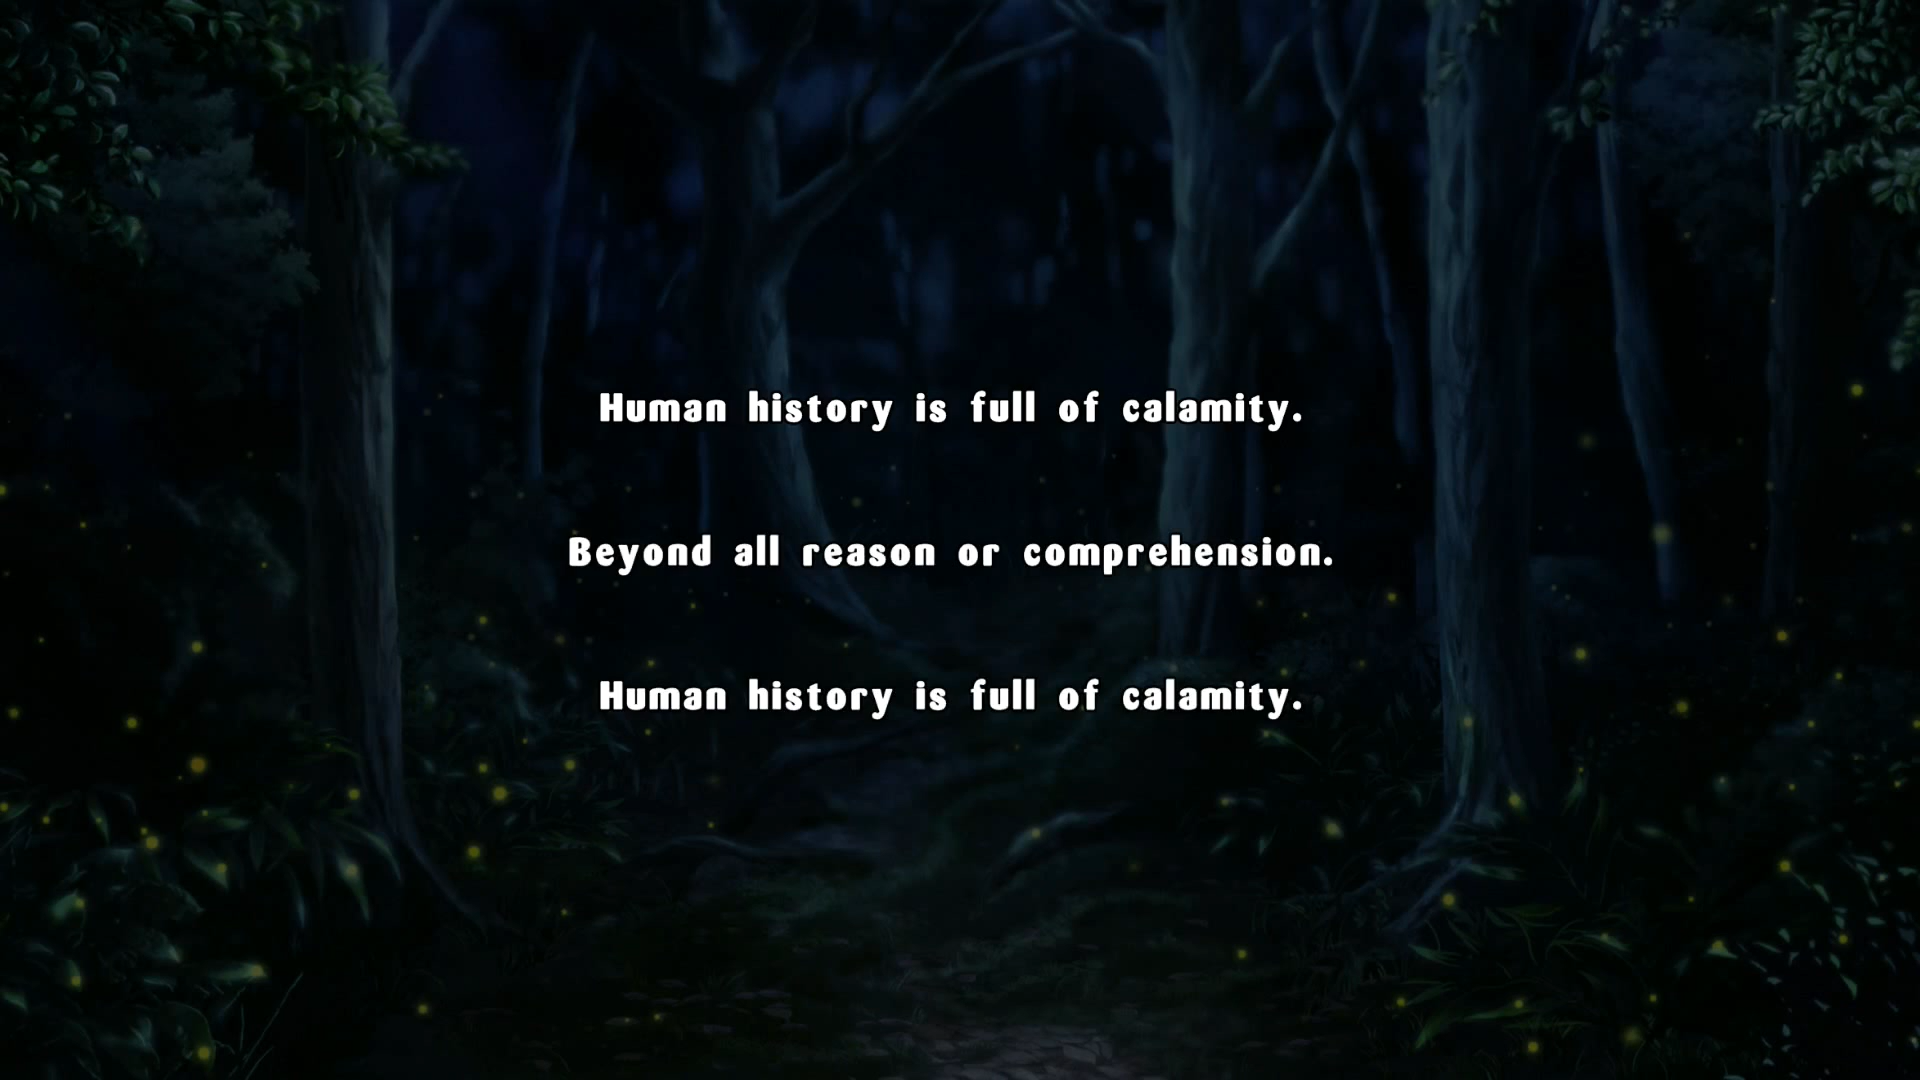 Human history is full of calamity.
Beyond all reason or comprehension.
Human history is full of calamity.